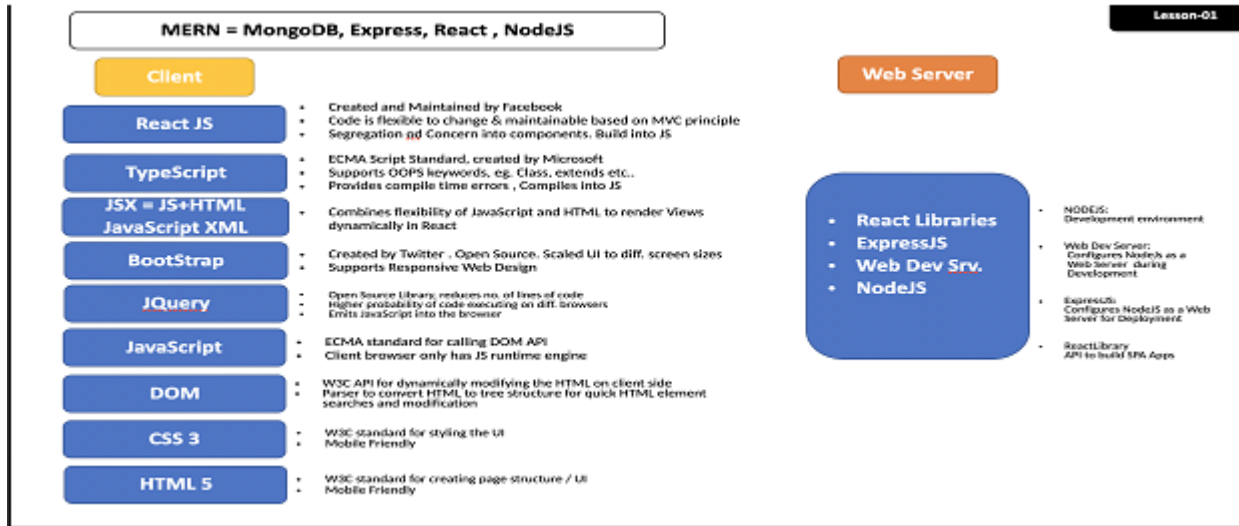 Lesson-01
MERN = MongoDB, Express, React , NodeJS
Client
React JS
• Created and Maintained by Facebook
• Code is flexible to change & maintainable based on MVC principle
• Segregation od Concern into components. Build into JS
TypeScript
• ECMA Script Standard, created by Microsoft
• Supports OOPS keywords, eg. Class, extends etc..
• Provides compile time errors , Compiles into JS
JSX = JS+HTML
JavaScript XML
• Combines flexibility of JavaScript and HTML to render Views
dynamically in React
BootStrap
• Created by Twitter . Open Source. Scaled UI to diff. screen sizes
• Supports Responsive Web Design
JQuery
• Open Source Library, reduces no. of lines of code
• Higher probability of code executing on diff. browsers
• Emits JavaScript into the browser
JavaScript
• ECMA standard for calling DOM API
• Client browser only has JS runtime engine
DOM
• W3C API for dynamically modifying the HTML on client side
• Parser to convert HTML to tree structure for quick HTML element
searches and modification
CSS 3
• W3C standard for styling the UI
• Mobile Friendly
HTML 5
• W3C standard for creating page structure / UI
• Mobile Friendly
Web Server
• React Libraries
• ExpressJS
• Web Dev Srv.
• NodeJS
• NODEJS:
Development environment
• Web Dev Server:
Configures NodeJs as a
Web Server during
Development
• ExpressJS:
Configures NodeJS as a Web
Server for Deployment
• ReactLibrary
API to build SPA Apps